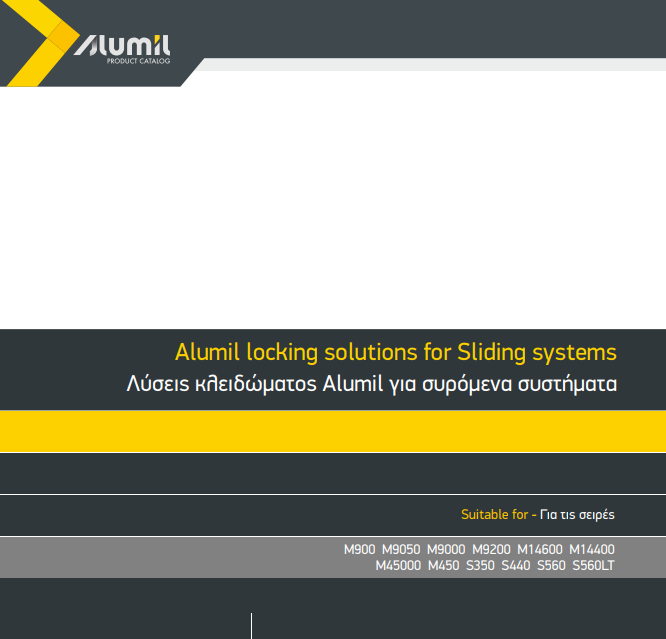 Alumil
PRODUCT CATALOG
Alumil locking solutions for Sliding systems
Λύσεις κλειδώματος Alumil για συρόμενα συστήματα
Suitable for - Για τις σειρές
M900 M9050 M9000 M9200 M14600 M14400
M45000 M450 S350 S440 S560 S560LT